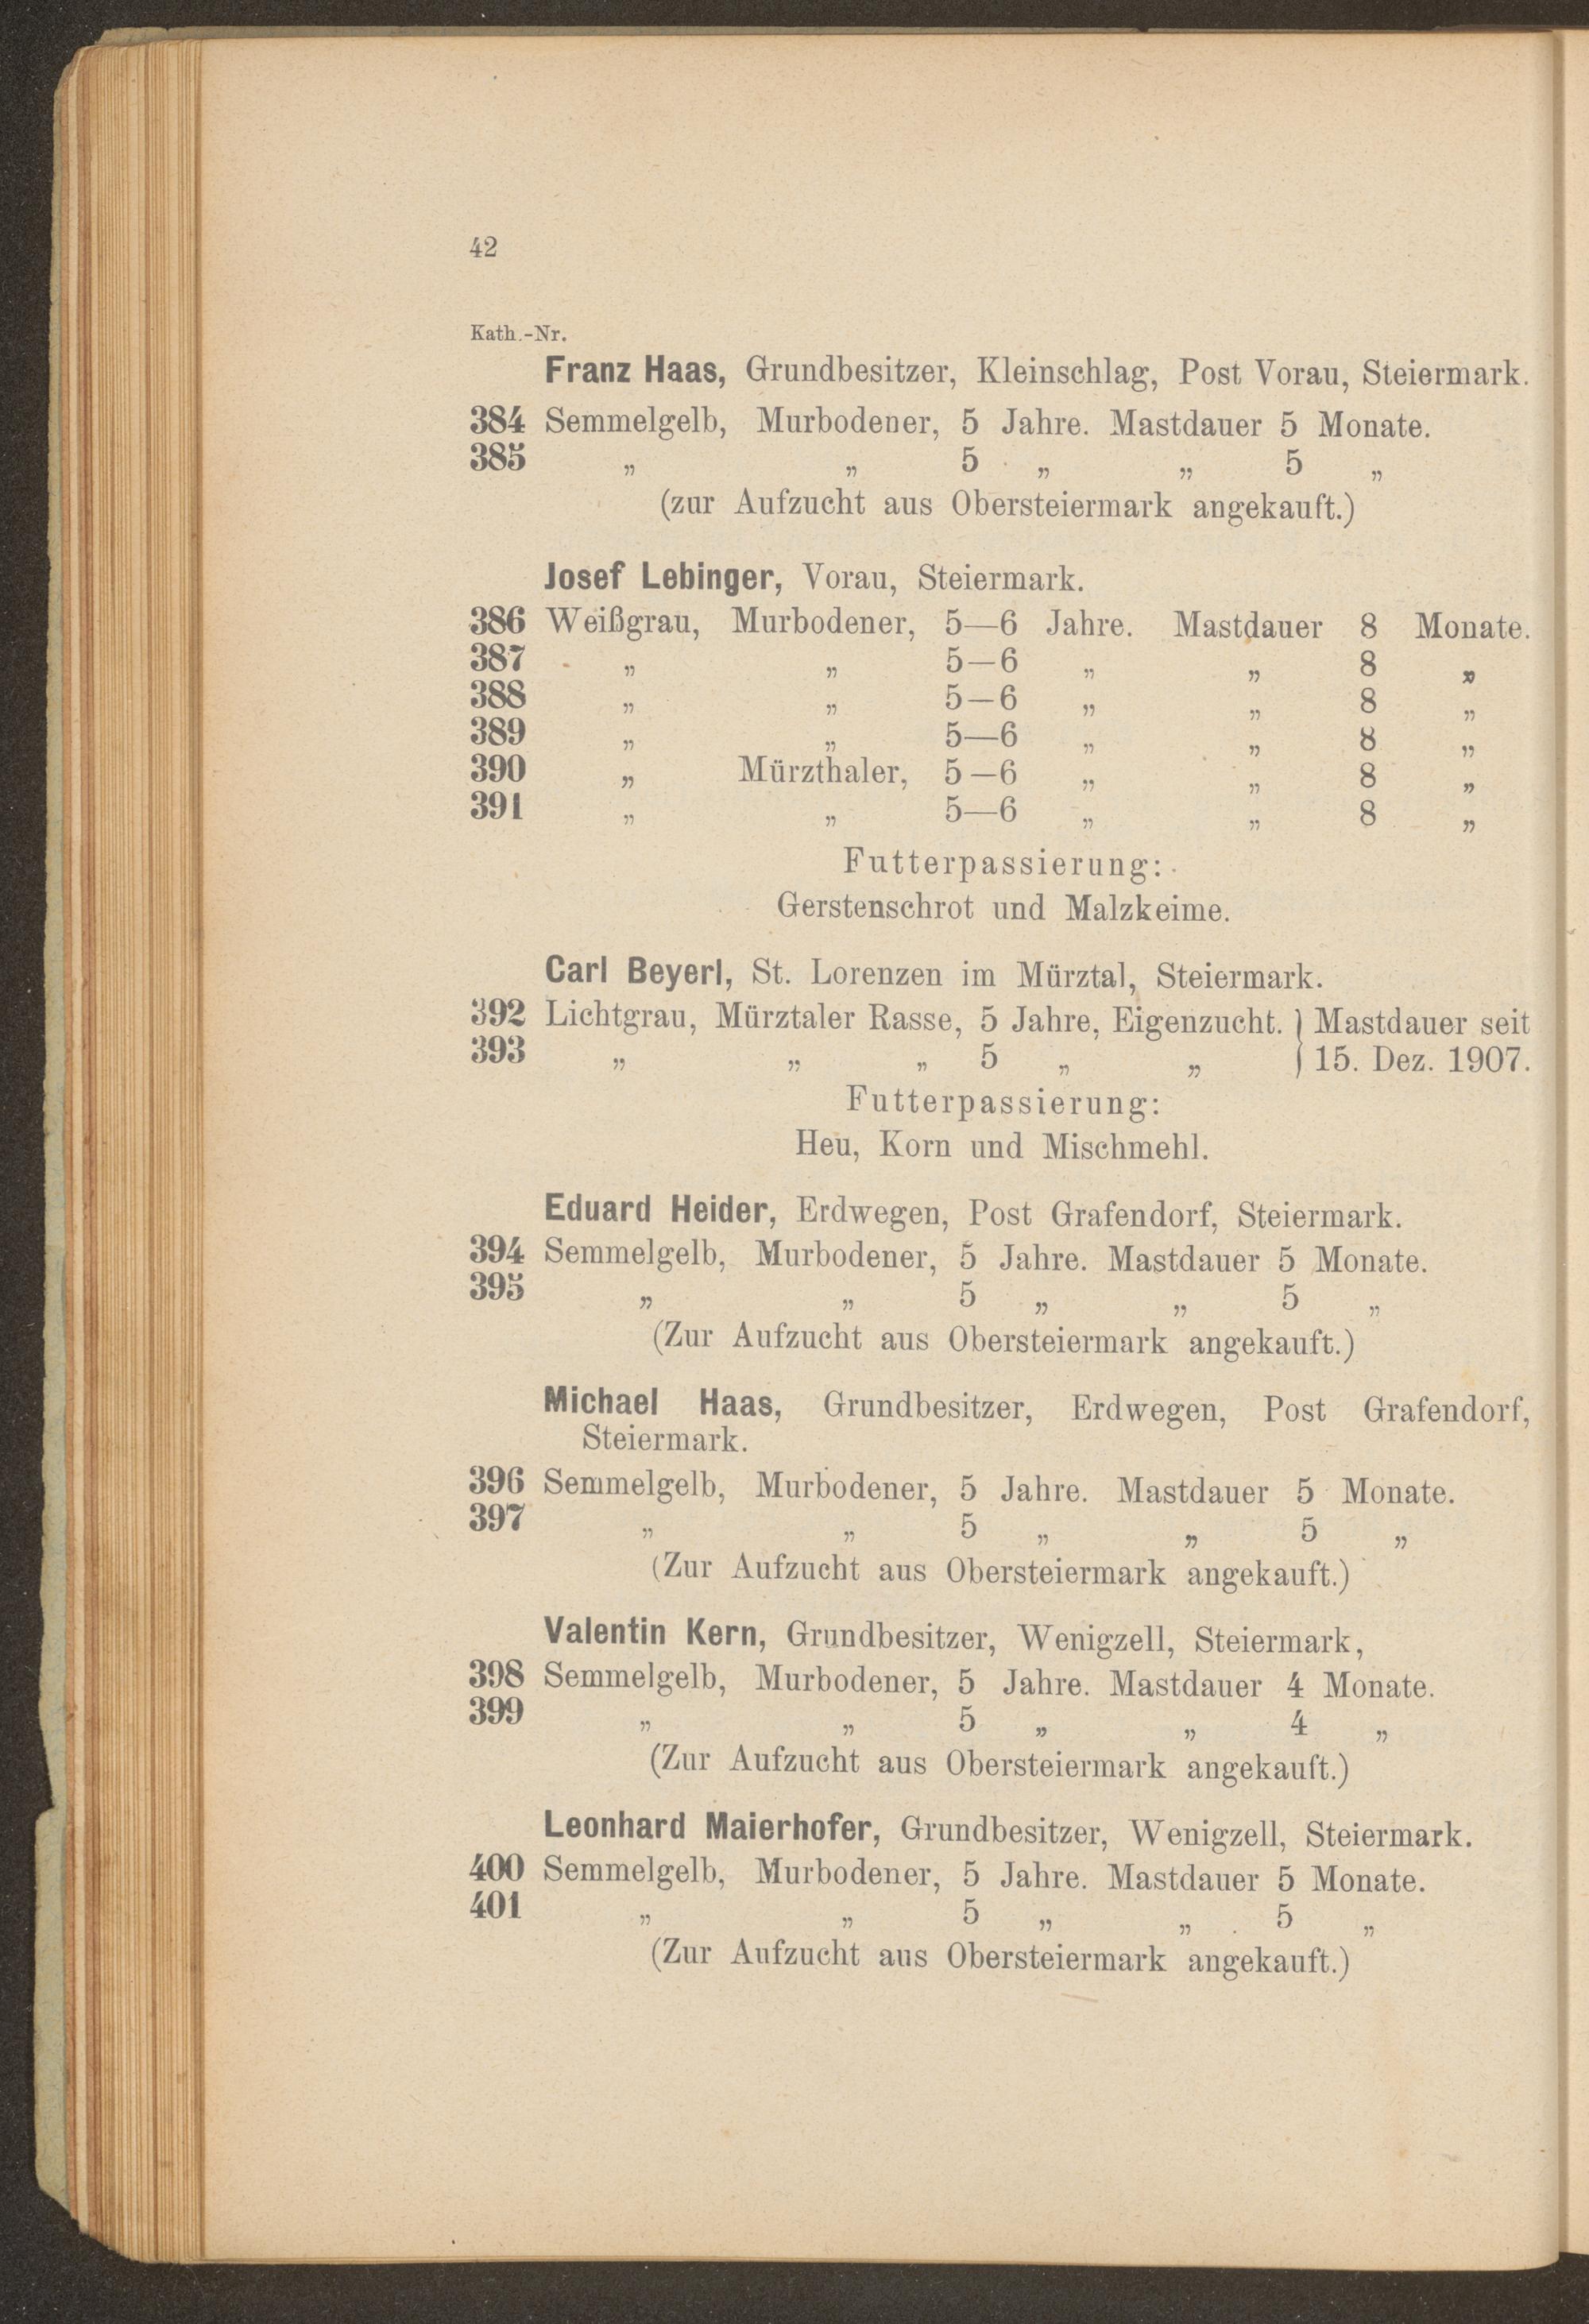 42
Kath.-Nr.
Franz Haas, Grundbesitzer, Kleinschlag, Post Vorau, Steiermark.
384 Semmelgelb, Murbodener, 5 Jahre. Mastdauer 5 Monate.
385 „ „ 5 „ „ 5 „
(zur Aufzucht aus Obersteiermark angekauft.)
Josef Lebinger, Vorau, Steiermark.
386 Weißgrau, Murbodener, 5—6 Jahre. Mastdauer 8 Monate.
387 „ „ 5—6 „ „ 8 „
388 „ „ 5—6 „ „ 8 „
389 „ „ 5—6 „ „ 8 „
390 „ Mürzthaler, 5—6 „ „ 8 „
391 „ „ 5—6 „ „ 8 „
Futterpassierung:
Gerstenschrot und Malzkeime.
Carl Beyerl, St. Lorenzen im Mürztal, Steiermark.
392 Lichtgrau, Mürztaler Rasse, 5 Jahre, Eigenzucht. } Mastdauer seit
393 „ „ „ 5 „ „ } 15. Dez. 1907.
Futterpassierung:
Heu, Korn und Mischmehl.
Eduard Heider, Erdwegen, Post Grafendorf, Steiermark.
394 Semmelgelb, Murbodener, 5 Jahre. Mastdauer 5 Monate.
395 „ „ 5 „ „ 5 „
(Zur Aufzucht aus Obersteiermark angekauft.)
Michael Haas, Grundbesitzer, Erdwegen, Post Grafendorf,
Steiermark.
396 Semmelgelb, Murbodener, 5 Jahre. Mastdauer 5 Monate.
397 „ „ 5 „ „ 5 „
(Zur Aufzucht aus Obersteiermark angekauft.)
Valentin Kern, Grundbesitzer, Wenigzell, Steiermark,
398 Semmelgelb, Murbodener, 5 Jahre. Mastdauer 4 Monate.
399 „ „ 5 „ „ 4 „
(Zur Aufzucht aus Obersteiermark angekauft.)
Leonhard Maierhofer, Grundbesitzer, Wenigzell, Steiermark.
400 Semmelgelb, Murbodener, 5 Jahre. Mastdauer 5 Monate.
401 „ „ 5 „ „ 5 „
(Zur Aufzucht aus Obersteiermark angekauft.)